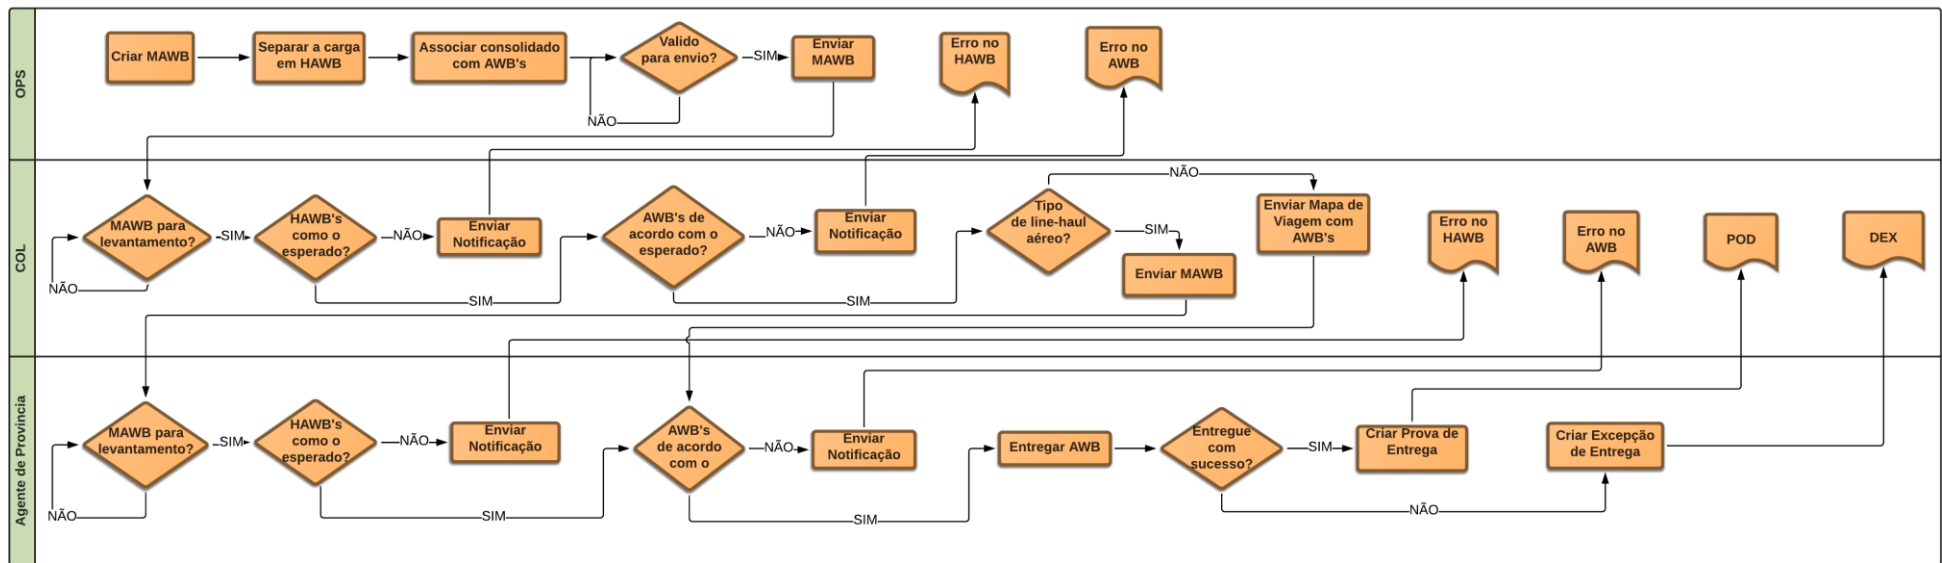 OPS
Criar MAWB
Separar a carga
em HAWB
Associar consolidado
com AWB's
Valido
para envio?
SIM
NÃO
Enviar
MAWB
Erro no
HAWB
Erro no
AWB
COL
MAWB para
levantamento?
NÃO
SIM
HAWB's
como o
esperado?
NÃO
SIM
Enviar
Notificação
AWB's de
acordo com o
esperado?
NÃO
SIM
Enviar
Notificação
Tipo
de line-haul
aéreo?
NÃO
SIM
Enviar MAWB
Enviar Mapa de
Viagem com
AWB's
Erro no
HAWB
Erro no
AWB
POD
DEX
Agente de Provincia
MAWB para
levantamento?
NÃO
SIM
HAWB's
como o
esperado?
NÃO
SIM
Enviar
Notificação
AWB's
de acordo
com o
NÃO
SIM
Enviar
Notificação
Entregar AWB
Entregue
com
sucesso?
SIM
NÃO
Criar Prova de
Entrega
Criar Excepção
de Entrega